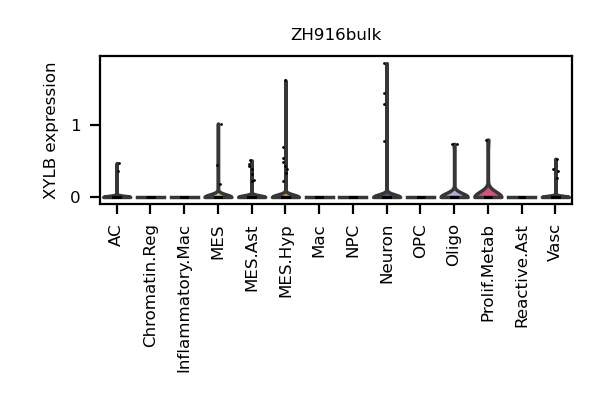 ZH916bulk
XYLB expression
1
0
AC
Chromatin.Reg
Inflammatory.Mac
MES
MES.Ast
MES.Hyp
Mac
NPC
Neuron
OPC
Oligo
Prolif.Metab
Reactive.Ast
Vasc